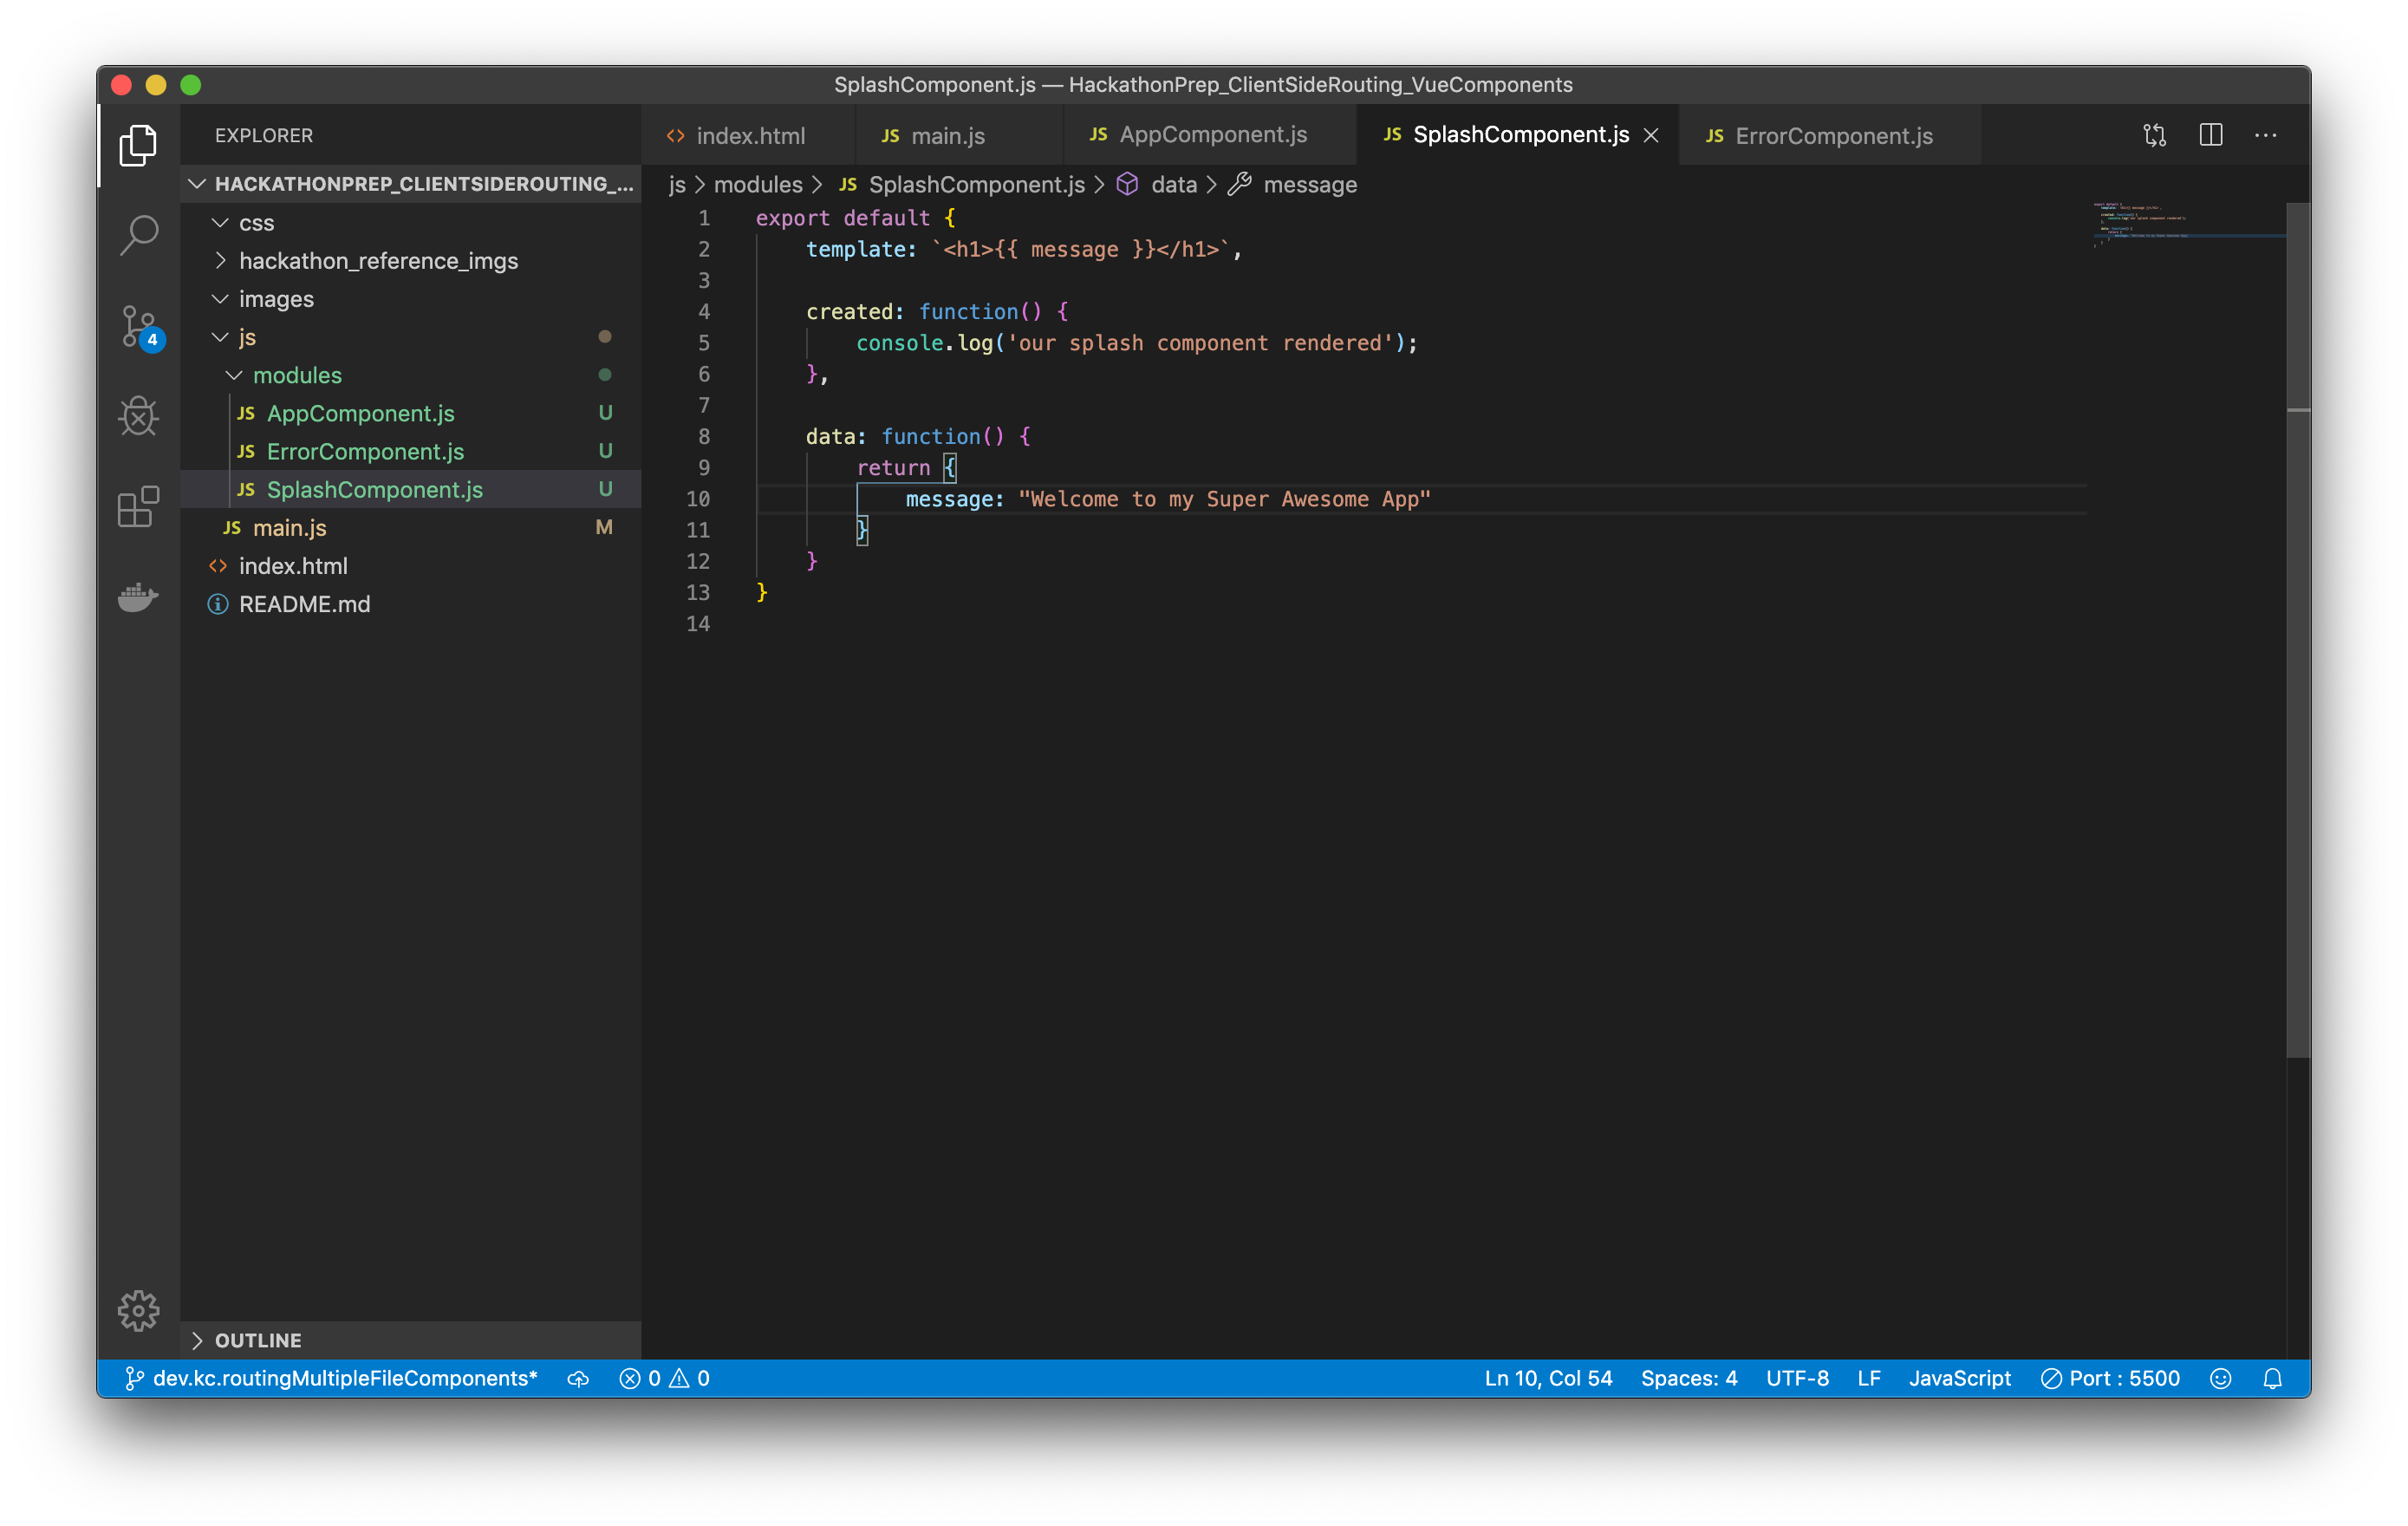 SplashComponent.js — HackathonPrep_ClientSideRouting_VueComponents
EXPLORER
HACKATHONPREP_CLIENTSIDEROUTING_...
css
hackathon_reference_imgs
images
js
modules
JS AppComponent.js U
JS ErrorComponent.js U
JS SplashComponent.js U
JS main.js M
<> index.html
README.md
OUTLINE
4
<> index.html
JS main.js
JS AppComponent.js
JS SplashComponent.js
JS ErrorComponent.js
js > modules > JS SplashComponent.js > data > message
1 export default {
2 template: `<h1>{{ message }}</h1>`,
3
4 created: function() {
5 console.log('our splash component rendered');
6 },
7
8 data: function() {
9 return {
10 message: "Welcome to my Super Awesome App"
11 }
12 }
13 }
14
dev.kc.routingMultipleFileComponents* 0 0 Ln 10, Col 54 Spaces: 4 UTF-8 LF JavaScript Port : 5500